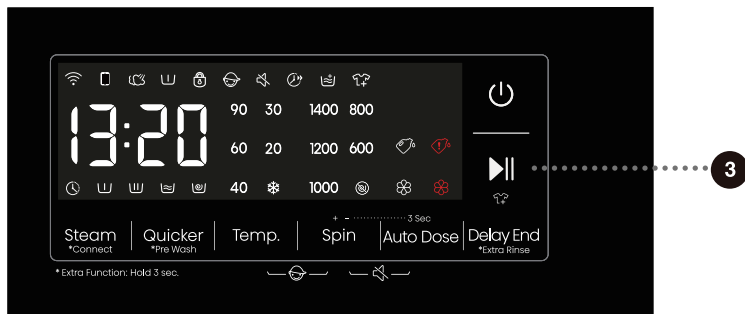 90 30 1400 800
13:20
60 20 1200 600
3
40 1000
+ - 3 Sec
Steam Quicker Temp. Spin Auto Dose Delay End
*Connect *Pre Wash *Extra Rinse
* Extra Function: Hold 3 sec.